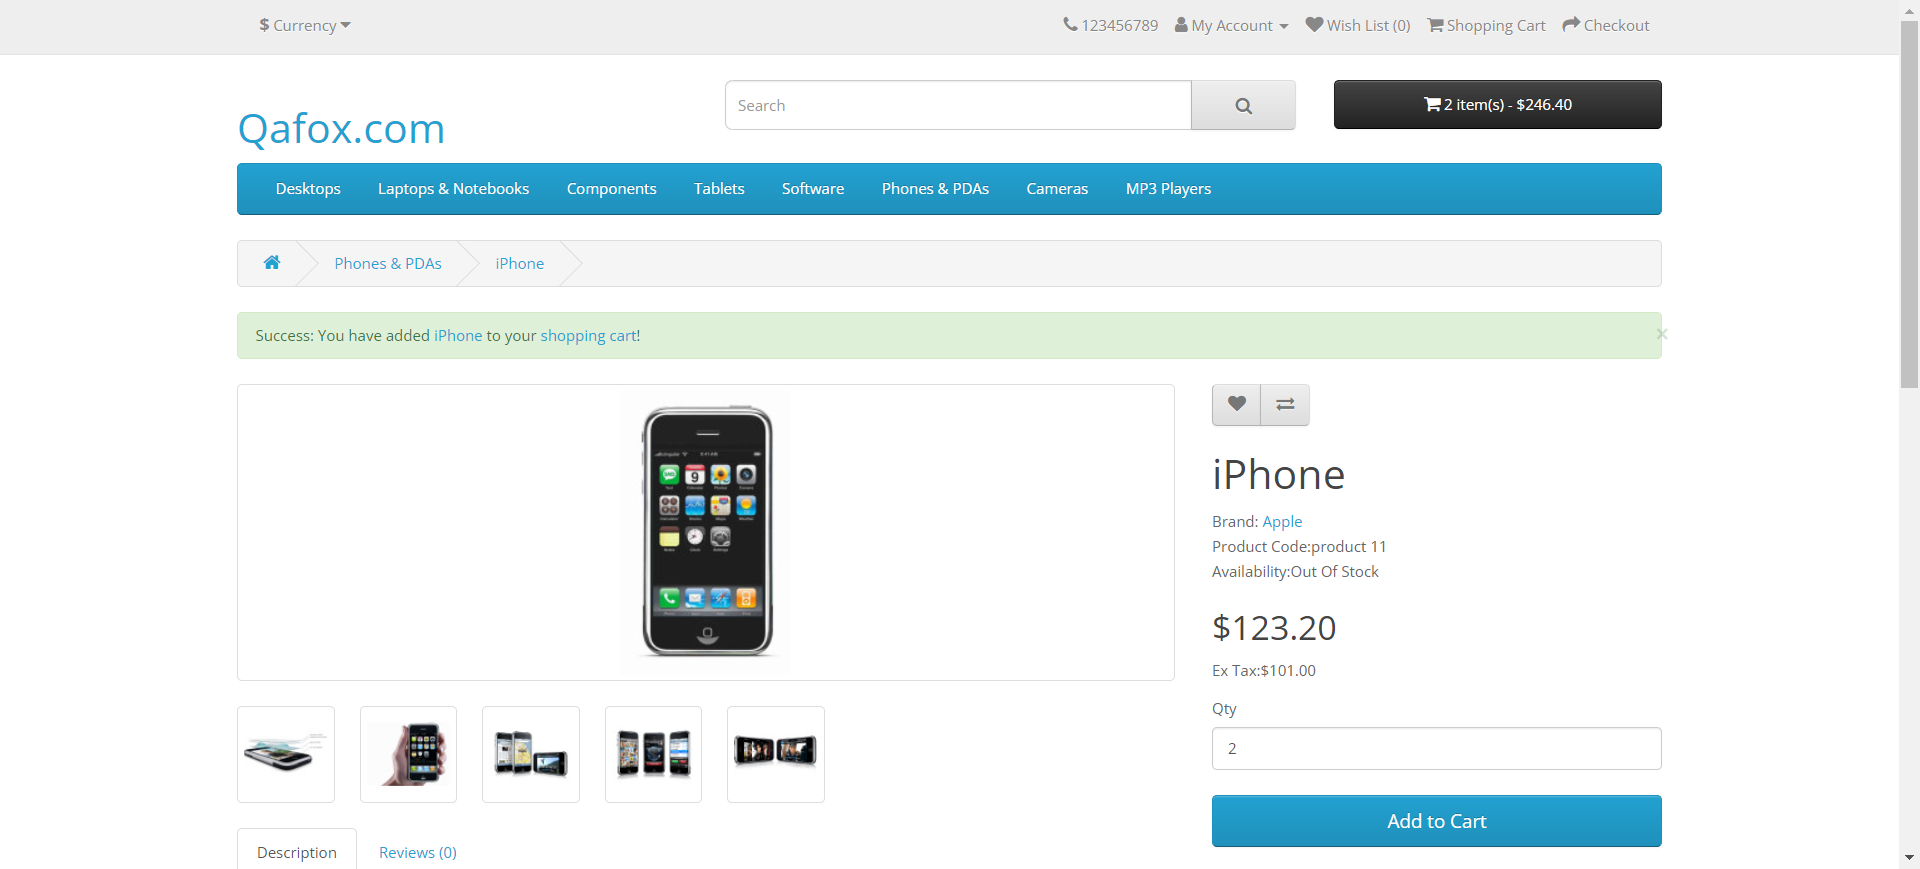 $ Currency
123456789 My Account Wish List (0) Shopping Cart Checkout
Qafox.com
Search
2 item(s) - $246.40
Desktops Laptops & Notebooks Components Tablets Software Phones & PDAs Cameras MP3 Players
Phones & PDAs iPhone
Success: You have added iPhone to your shopping cart!
×
iPhone
Brand: Apple
Product Code:product 11
Availability:Out Of Stock
$123.20
Ex Tax:$101.00
Qty
2
Add to Cart
Description Reviews (0)